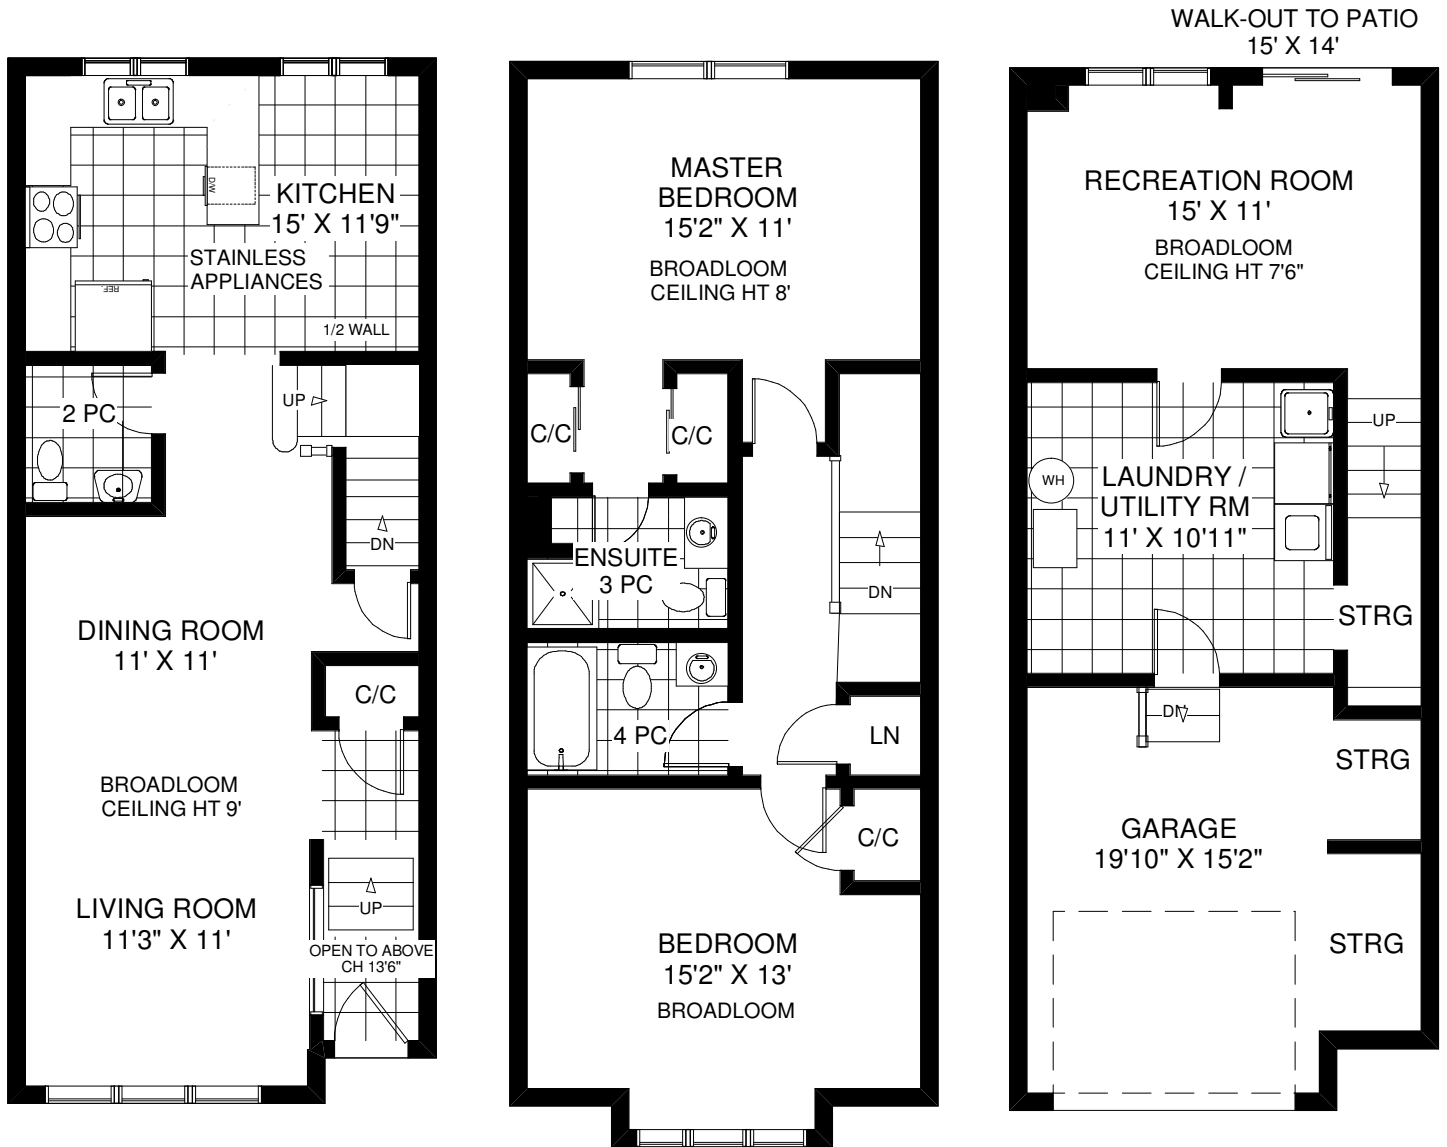 D/W
KITCHEN
15' X 11'9"
STAINLESS
APPLIANCES
REF.
1/2 WALL
2 PC
UP
DN
DINING ROOM
11' X 11'
C/C
BROADLOOM
CEILING HT 9'
UP
LIVING ROOM
11'3" X 11'
OPEN TO ABOVE
CH 13'6"
MASTER
BEDROOM
15'2" X 11'
BROADLOOM
CEILING HT 8'
C/C
C/C
ENSUITE
3 PC
DN
4 PC
LN
C/C
BEDROOM
15'2" X 13'
BROADLOOM
WALK-OUT TO PATIO
15' X 14'
RECREATION ROOM
15' X 11'
BROADLOOM
CEILING HT 7'6"
UP
WH
LAUNDRY /
UTILITY RM
11' X 10'11"
STRG
DN
STRG
GARAGE
19'10" X 15'2"
STRG